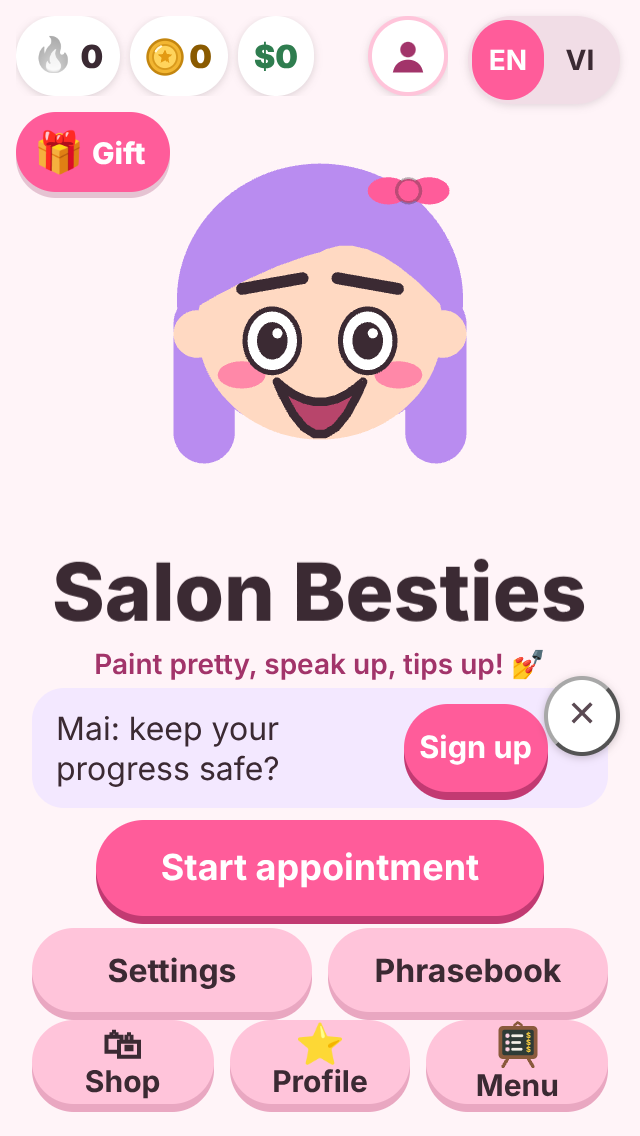 0
0
$0
EN
VI
Gift
Salon Besties
Paint pretty, speak up, tips up!
Mai: keep your
progress safe?
Sign up
Start appointment
Settings
Phrasebook
Shop
Profile
Menu